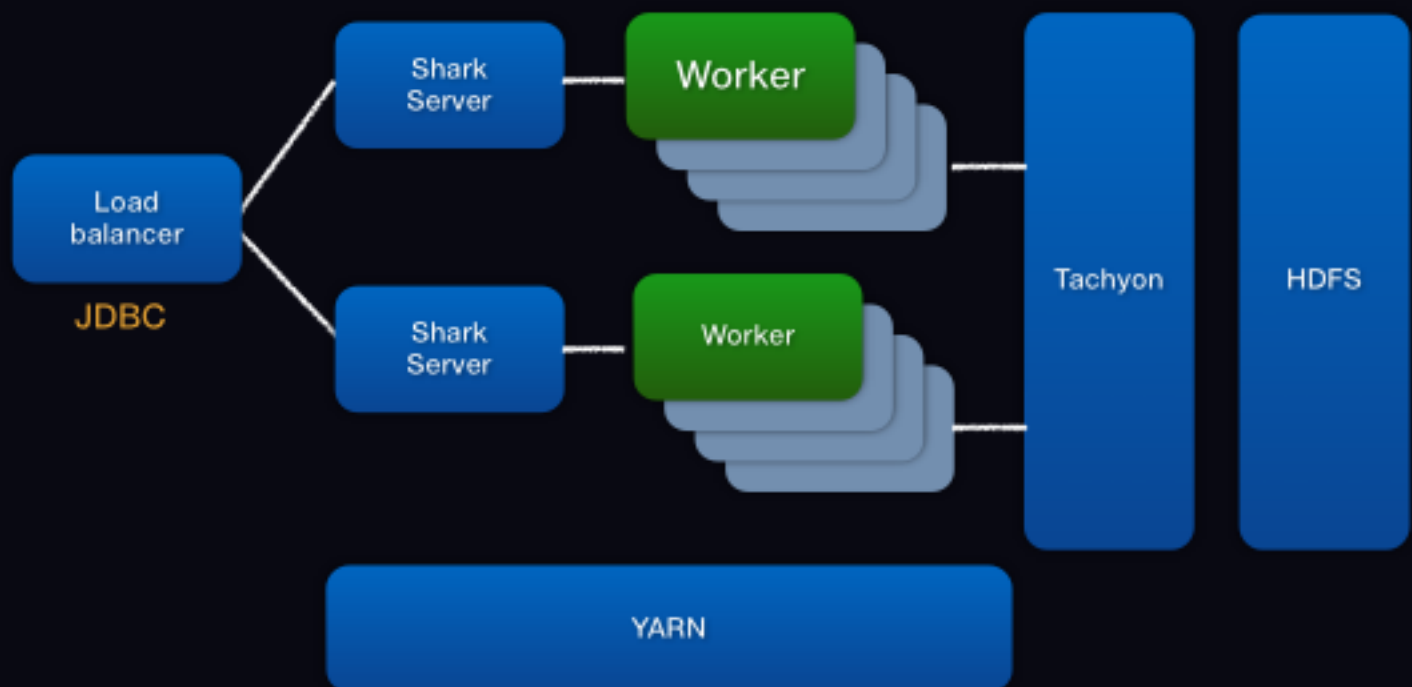 Load
balancer
JDBC
Shark
Server
Worker
Shark
Server
Worker
Tachyon
HDFS
YARN